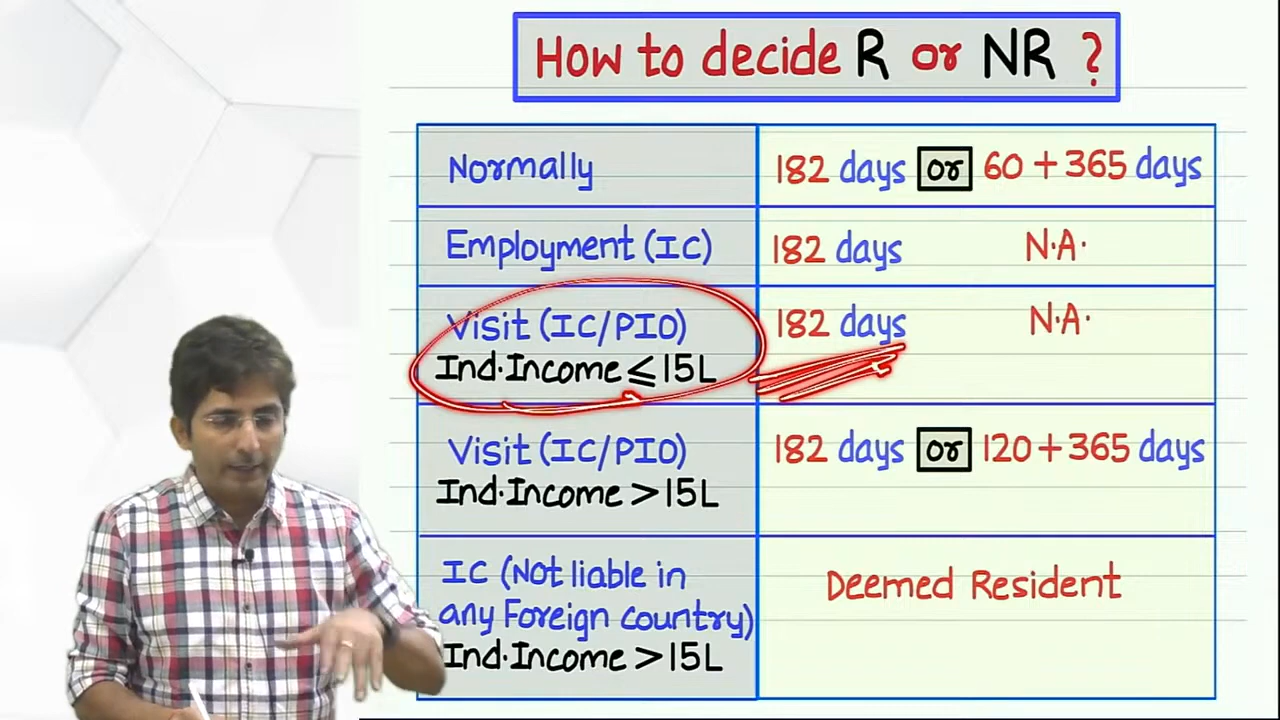 How to decide R or NR ?
Normally
182 days or 60 + 365 days
Employment (IC)
182 days N.A.
Visit (IC/PIO)
Ind.Income ≤ 15L
182 days N.A.
Visit (IC/PIO)
Ind.Income > 15L
182 days or 120 + 365 days
IC (Not liable in
any Foreign country)
Ind.Income > 15L
Deemed Resident